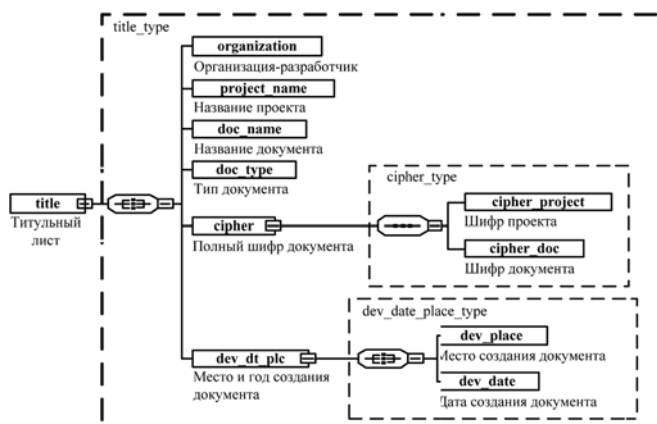 title_type
organization
Организация-разработчик
project_name
Название проекта
doc_name
Название документа
doc_type
Тип документа
title
Титульный
лист
cipher
Полный шифр документа
cipher_type
cipher_project
Шифр проекта
cipher_doc
Шифр документа
dev_dt_plc
Место и год создания
документа
dev_date_place_type
dev_place
Место создания документа
dev_date
Дата создания документа